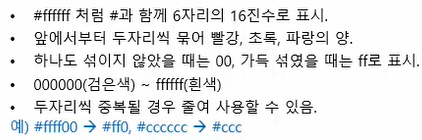 • #ffffff 처럼 #과 함께 6자리의 16진수로 표시.
• 앞에서부터 두자리씩 묶어 빨강, 초록, 파랑의 양.
• 하나도 섞이지 않았을 때는 00, 가득 섞였을 때는 ff로 표시.
• 000000(검은색) ~ ffffff(흰색)
• 두자리씩 중복될 경우 줄여 사용할 수 있음.
예) #ffff00 → #ff0, #cccccc → #ccc